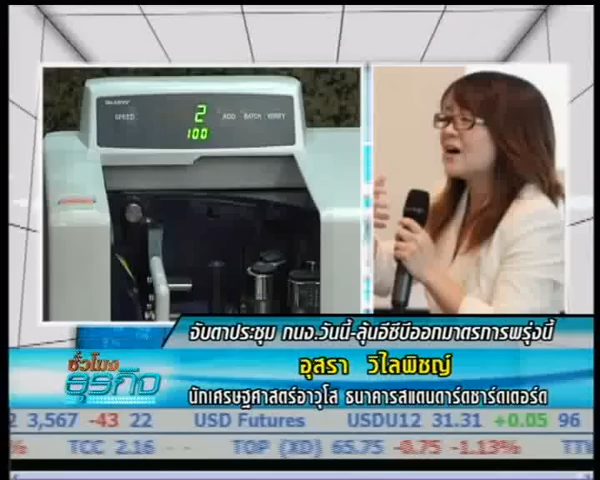 2
SPEED ADD BATCH VERIFY
100
จับตาประชุม กนง.วันนี้-ลุ้นอีซีบีออกมาตรการพรุ่งนี้
ชั่วโมง
ธุรกิจ
อุสรา วิไลพิชญ์
นักเศรษฐศาสตร์อาวุโส ธนาคารสแตนดาร์ดชาร์ตเตอร์ด
2 3,567 -43 22 USD Futures USDU12 31.31 +0.05 96
% TCC 2.16 - - TOP (XD) 65.75 -0.75 -1.13% TTW